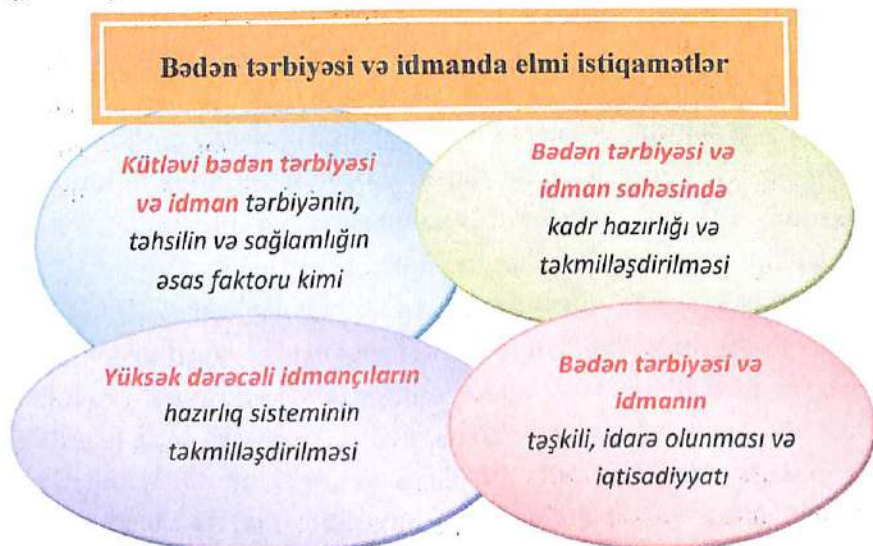 Bədən tərbiyəsi və idmanda elmi istiqamətlər
Kütləvi bədən tərbiyəsi
və idman tərbiyənin,
təhsilin və sağlamlığın
əsas faktoru kimi
Bədən tərbiyəsi və
idman sahəsində
kadr hazırlığı və
təkmilləşdirilməsi
Yüksək dərəcəli idmançıların
hazırlıq sisteminin
təkmilləşdirilməsi
Bədən tərbiyəsi və
idmanın
təşkili, idarə olunması və
iqtisadiyyatı